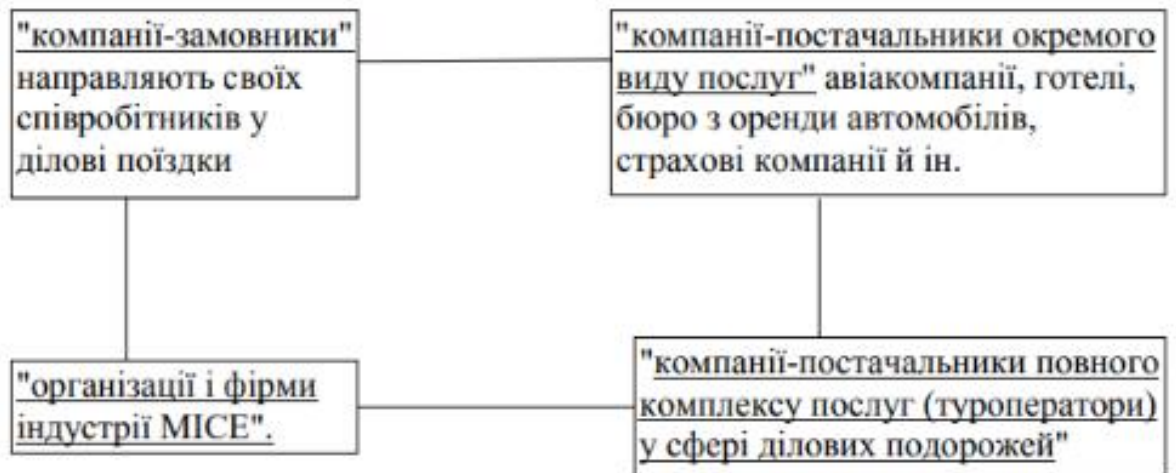 "компанії-замовники"
направляють своїх
співробітників у
ділові поїздки
"компанії-постачальники окремого
виду послуг" авіакомпанії, готелі,
бюро з оренди автомобілів,
страхові компанії й ін.
"організації і фірми
індустрії МІСЕ".
"компанії-постачальники повного
комплексу послуг (туроператори)
у сфері ділових подорожей"